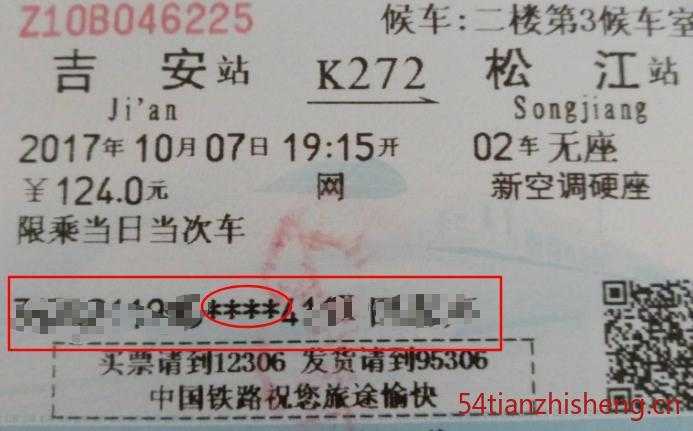 Z10B046225 候车:二楼第3候车室
吉安站 K272 松江站
Ji'an Songjiang
2017年10月07日19:15开 02车无座
￥124.0元 网 新空调硬座
限乘当日当次车
****
买票请到12306 发货请到95306
中国铁路祝您旅途愉快
54tianzhisheng.cn